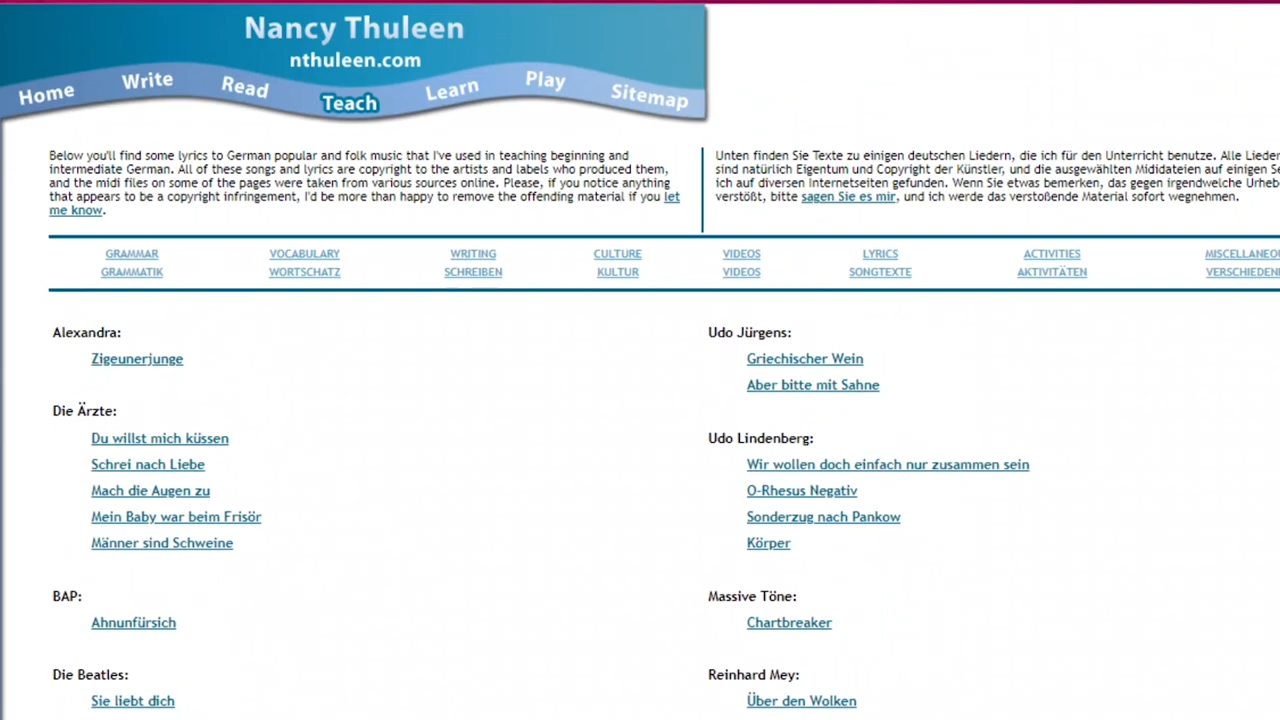 Nancy Thuleen
nthuleen.com
Home Write Read Teach Learn Play Sitemap
Below you'll find some lyrics to German popular and folk music that I've used in teaching beginning and
intermediate German. All of these songs and lyrics are copyright to the artists and labels who produced them,
and the midi files on some of the pages were taken from various sources online. Please, if you notice anything
that appears to be a copyright infringement, I'd be more than happy to remove the offending material if you let
me know.
Unten finden Sie Texte zu einigen deutschen Liedern, die ich für den Unterricht benutze. Alle Lieder
sind natürlich Eigentum und Copyright der Künstler, und die ausgewählten Mididateien auf einigen Se
ich auf diversen Internetseiten gefunden. Wenn Sie etwas bemerken, das gegen irgendwelche Urheb
verstößt, bitte sagen Sie es mir, und ich werde das verstoßende Material sofort wegnehmen.
GRAMMAR VOCABULARY WRITING CULTURE VIDEOS LYRICS ACTIVITIES MISCELLANEO
GRAMMATIK WORTSCHATZ SCHREIBEN KULTUR VIDEOS SONGTEXTE AKTIVITÄTEN VERSCHIEDEN
Alexandra:
Zigeunerjunge
Die Ärzte:
Du willst mich küssen
Schrei nach Liebe
Mach die Augen zu
Mein Baby war beim Frisör
Männer sind Schweine
BAP:
Ahnunfürsich
Die Beatles:
Sie liebt dich
Udo Jürgens:
Griechischer Wein
Aber bitte mit Sahne
Udo Lindenberg:
Wir wollen doch einfach nur zusammen sein
O-Rhesus Negativ
Sonderzug nach Pankow
Körper
Massive Töne:
Chartbreaker
Reinhard Mey:
Über den Wolken